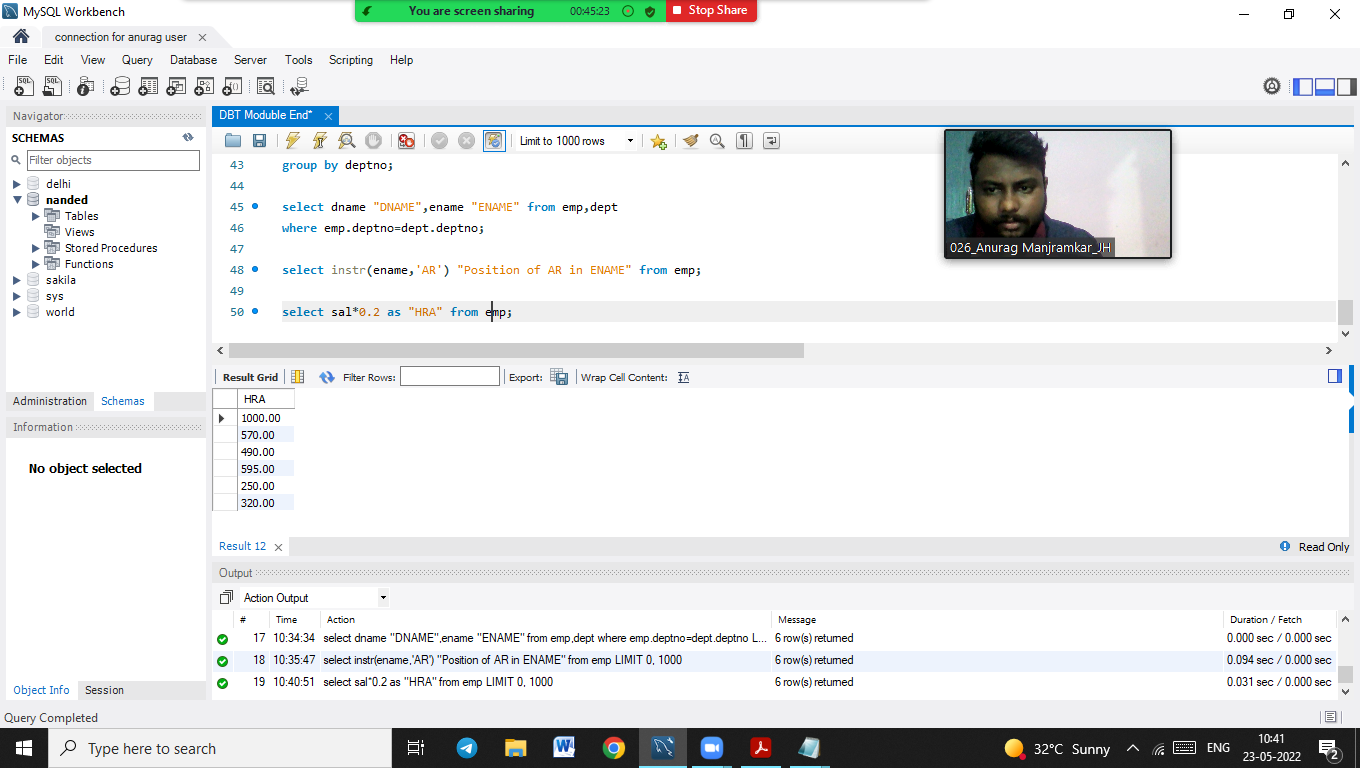 MySQL Workbench
You are screen sharing 00:45:23 Stop Share
connection for anurag user
File Edit View Query Database Server Tools Scripting Help
Navigator
SCHEMAS
Filter objects
delhi
nanded
Tables
Views
Stored Procedures
Functions
sakila
sys
world
Administration Schemas
Information
No object selected
Object Info Session
DBT Moduble End*
Limit to 1000 rows
43 group by deptno;
44
45 select dname "DNAME",ename "ENAME" from emp,dept
46 where emp.deptno=dept.deptno;
47
48 select instr(ename,'AR') "Position of AR in ENAME" from emp;
49
50 select sal*0.2 as "HRA" from emp;
026_Anurag Manjramkar_JH
Result Grid Filter Rows: Export: Wrap Cell Content:
HRA
1000.00
570.00
490.00
595.00
250.00
320.00
Result 12 Read Only
Output
Action Output
# Time Action Message Duration / Fetch
17 10:34:34 select dname "DNAME",ename "ENAME" from emp,dept where emp.deptno=dept.deptno L... 6 row(s) returned 0.000 sec / 0.000 sec
18 10:35:47 select instr(ename,'AR') "Position of AR in ENAME" from emp LIMIT 0, 1000 6 row(s) returned 0.094 sec / 0.000 sec
19 10:40:51 select sal*0.2 as "HRA" from emp LIMIT 0, 1000 6 row(s) returned 0.031 sec / 0.000 sec
Query Completed
Type here to search
32°C Sunny
ENG
10:41
23-05-2022
2